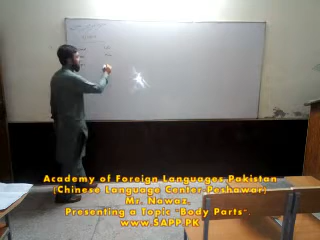 Academy of Foreign Languages Pakistan
(Chinese Language Center-Peshawar)
Mr. Nawaz,
Presenting a Topic "Body Parts".
www.SAPP.PK